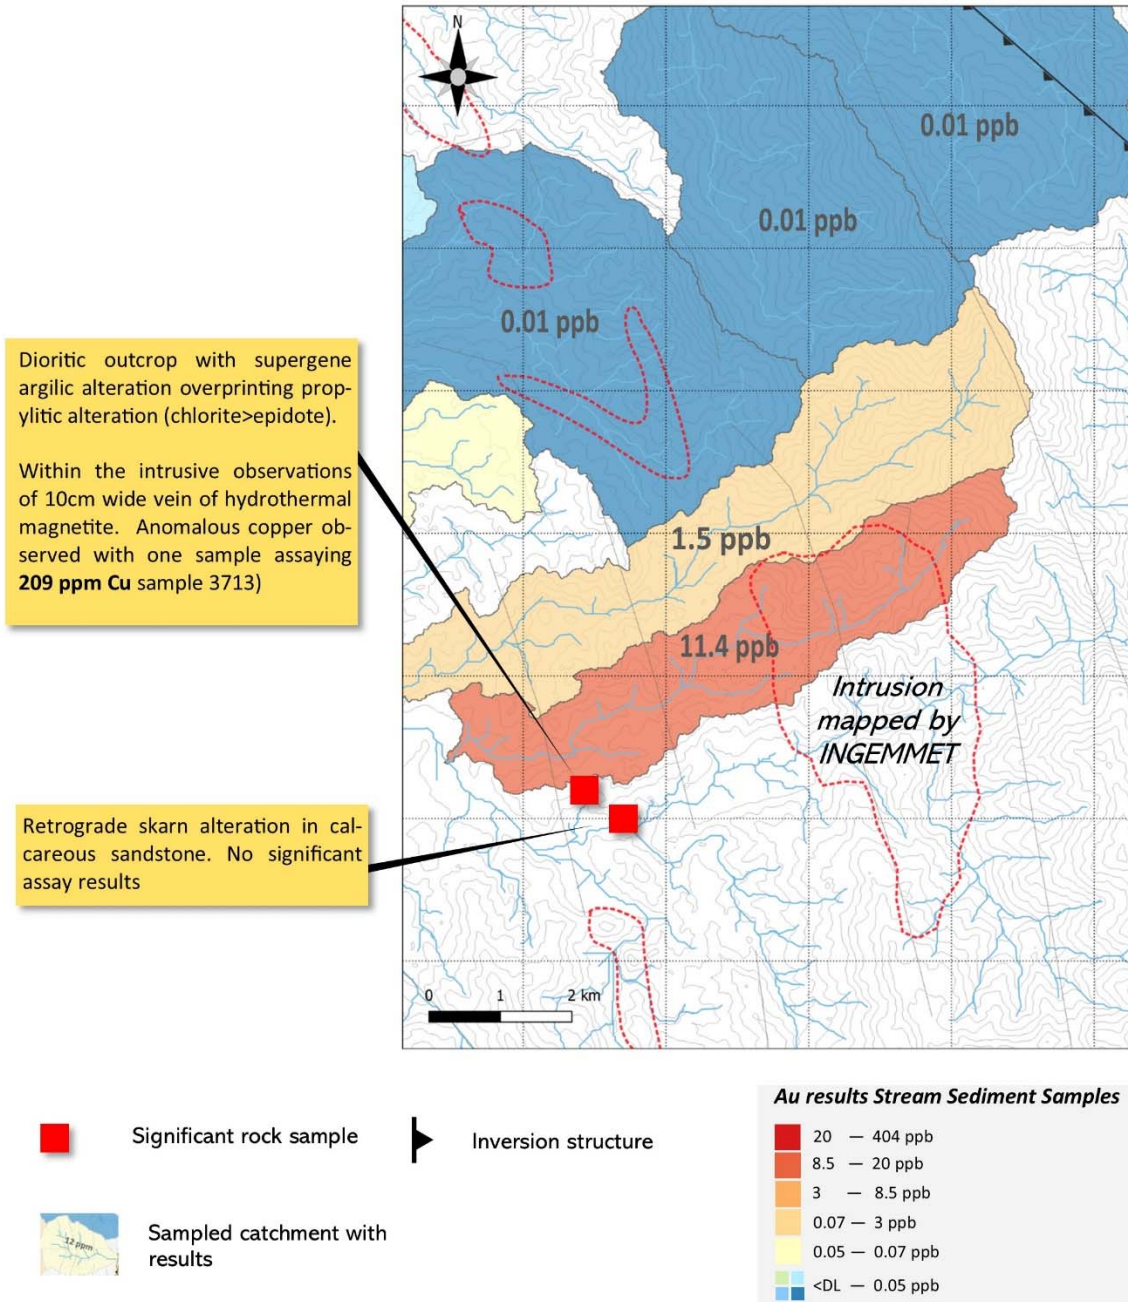 N
0.01 ppb
0.01 ppb
0.01 ppb
Dioritic outcrop with supergene
argilic alteration overprinting prop-
ylitic alteration (chlorite>epidote).
Within the intrusive observations
of 10cm wide vein of hydrothermal
magnetite. Anomalous copper ob-
served with one sample assaying
209 ppm Cu sample 3713)
1.5 ppb
11.4 ppb
Intrusion
mapped by
INGEMMET
Retrograde skarn alteration in cal-
careous sandstone. No significant
assay results
0 1 2 km
Significant rock sample
Inversion structure
12 ppm
Sampled catchment with
results
Au results Stream Sediment Samples
20 — 404 ppb
8.5 — 20 ppb
3 — 8.5 ppb
0.07 — 3 ppb
0.05 — 0.07 ppb
<DL — 0.05 ppb